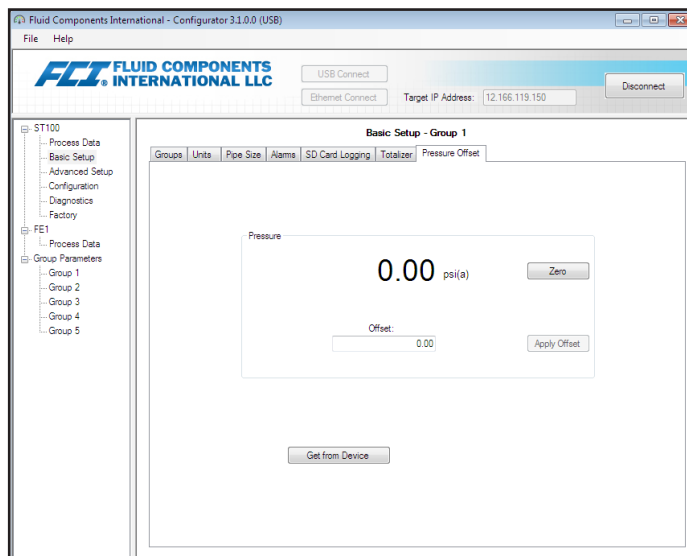 Fluid Components International - Configurator 3.1.0.0 (USB)
File Help
FCI. FLUID COMPONENTS
® INTERNATIONAL LLC
USB Connect
Ethernet Connect
Target IP Address: 12.166.119.150
Disconnect
ST100
Process Data
Basic Setup
Advanced Setup
Configuration
Diagnostics
Factory
FE1
Process Data
Group Parameters
Group 1
Group 2
Group 3
Group 4
Group 5
Basic Setup - Group 1
Groups Units Pipe Size Alarms SD Card Logging Totalizer Pressure Offset
Pressure
0.00 psi(a) Zero
Offset:
0.00 Apply Offset
Get from Device